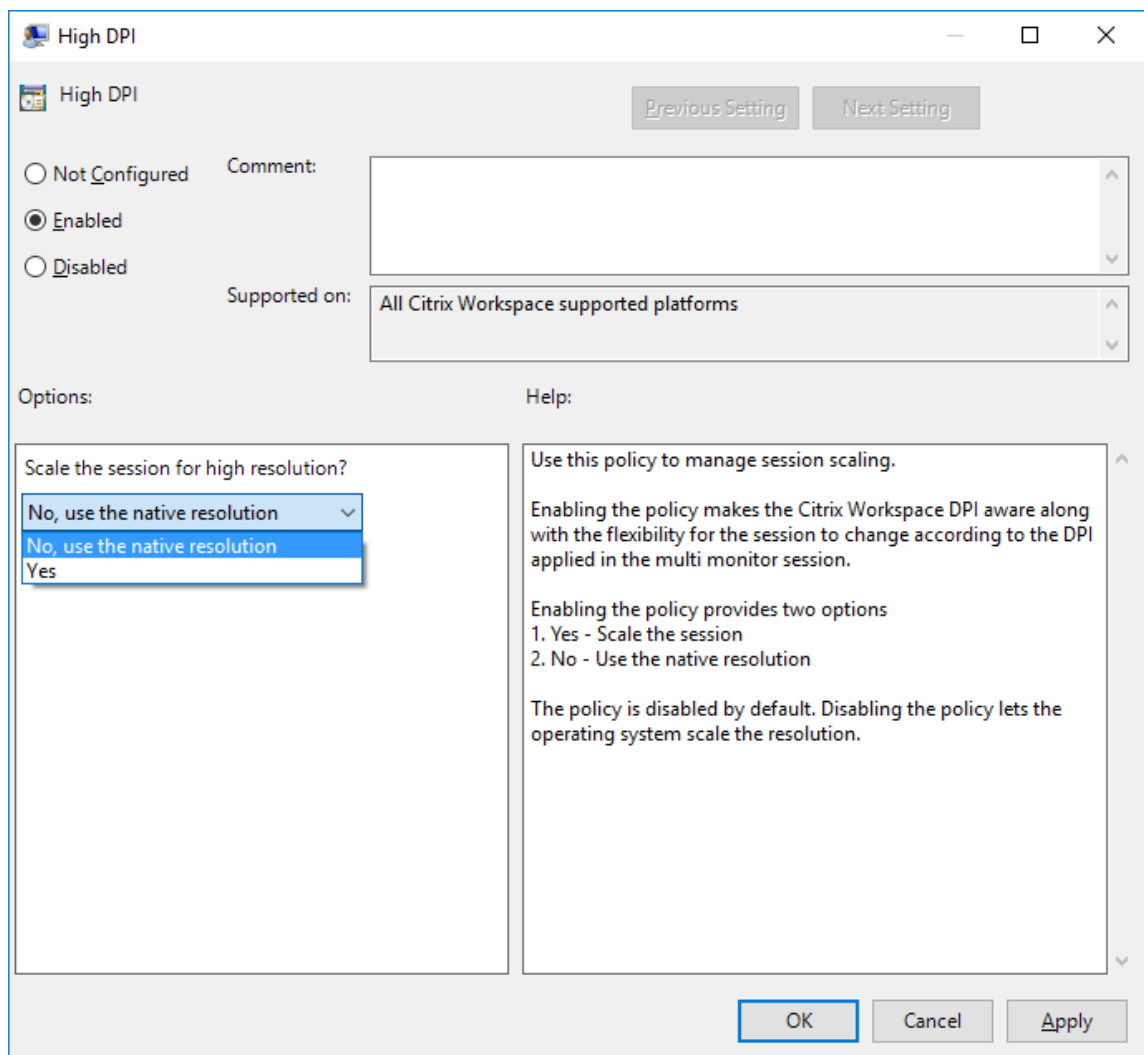 High DPI
High DPI
Previous Setting
Next Setting
Not Configured
Comment:
Enabled
Disabled
Supported on:
All Citrix Workspace supported platforms
Options:
Help:
Scale the session for high resolution?
No, use the native resolution
No, use the native resolution
Yes
Use this policy to manage session scaling.
Enabling the policy makes the Citrix Workspace DPI aware along
with the flexibility for the session to change according to the DPI
applied in the multi monitor session.
Enabling the policy provides two options
1. Yes - Scale the session
2. No - Use the native resolution
The policy is disabled by default. Disabling the policy lets the
operating system scale the resolution.
OK
Cancel
Apply